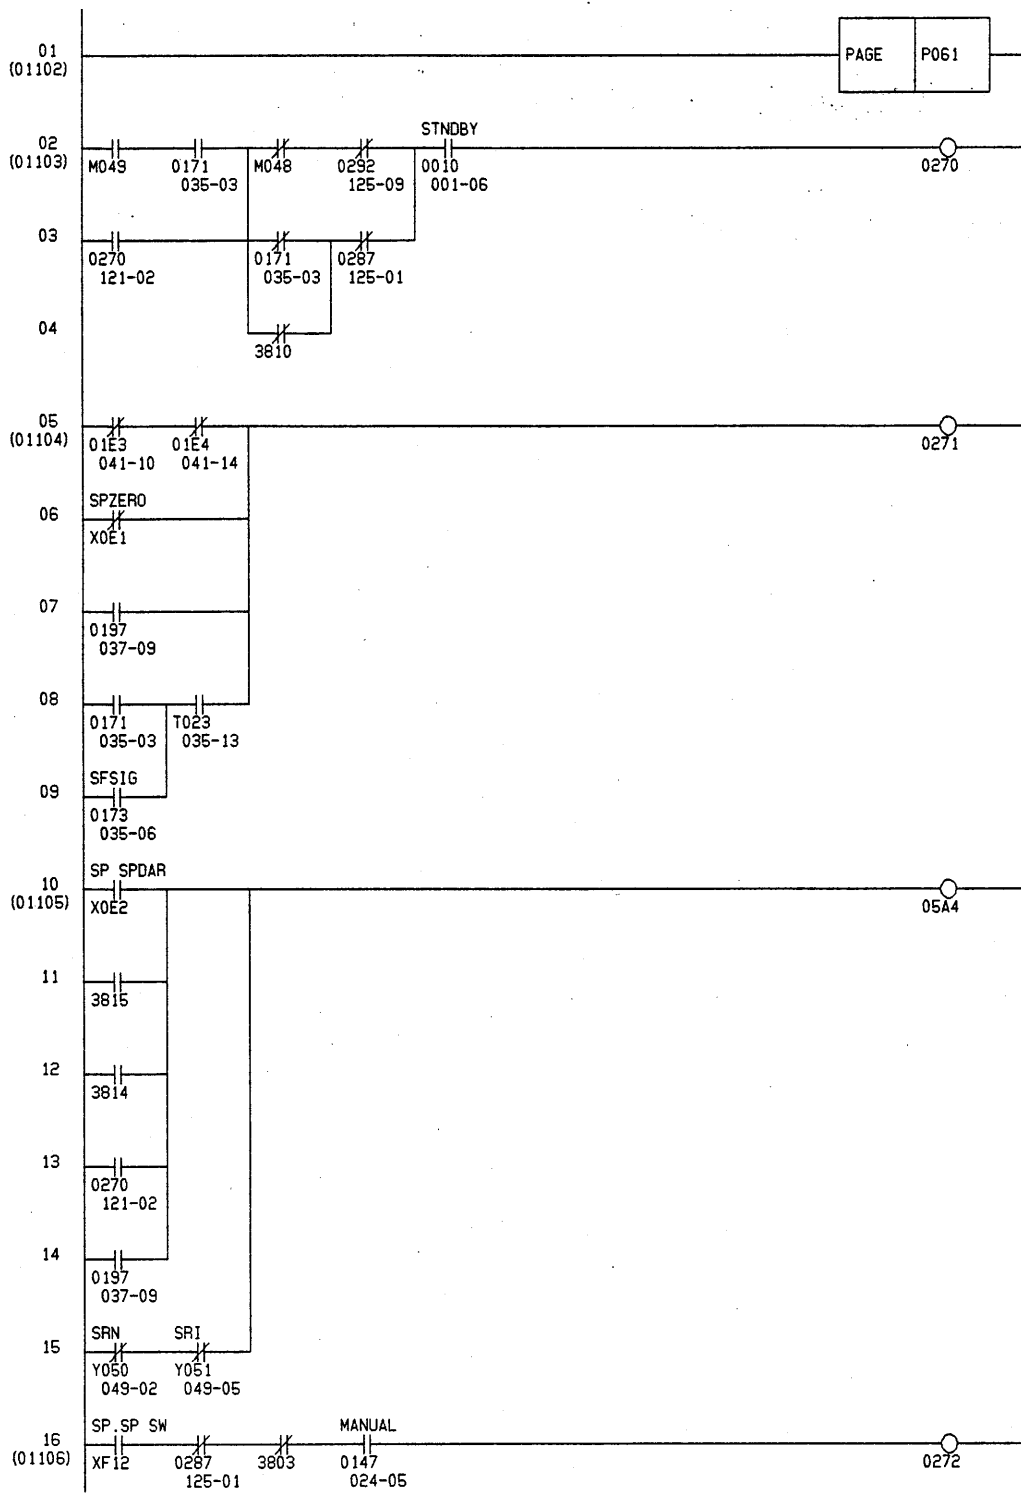 01 PAGE P061
(01102)
STNDBY
02
(01103) M049 0171 M048 0292 0010 0270
035-03 125-09 001-06
03
0270 0171 0287
121-02 035-03 125-01
04
3810
05
(01104) 01E3 01E4 0271
041-10 041-14
SPZERO
06
X0E1
07
0197
037-09
08
0171 T023
035-03 035-13
SFSIG
09
0173
035-06
SP SPDAR
10
(01105) X0E2 05A4
11
3815
12
3814
13
0270
121-02
14
0197
037-09
SRN SRI
15
Y050 Y051
049-02 049-05
SP.SP SW MANUAL
16
(01106) XF12 0287 3803 0147 0272
125-01 024-05